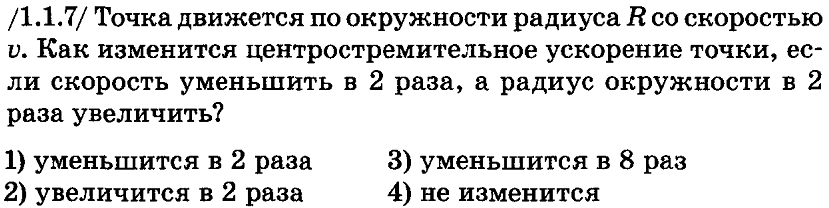 /1.1.7/ Точка движется по окружности радиуса R со скоростью
v. Как изменится центростремительное ускорение точки, ес-
ли скорость уменьшить в 2 раза, а радиус окружности в 2
раза увеличить?
1) уменьшится в 2 раза 3) уменьшится в 8 раз
2) увеличится в 2 раза 4) не изменится